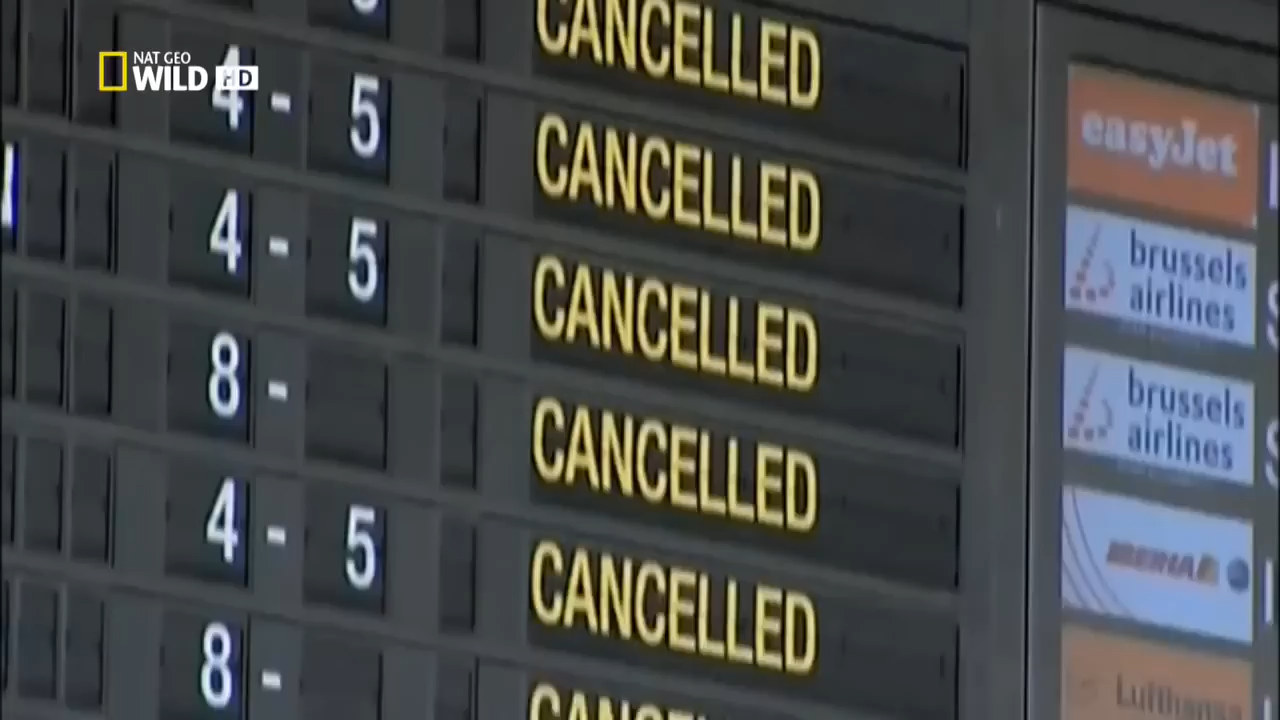 NAT GEO
WILD HD
CANCELLED
4 - 5 CANCELLED
4 - 5 CANCELLED
8 - CANCELLED
4 - 5 CANCELLED
8 - CANCELLED
easyJet
brussels
airlines
brussels
airlines
IBERIA
Lufthansa